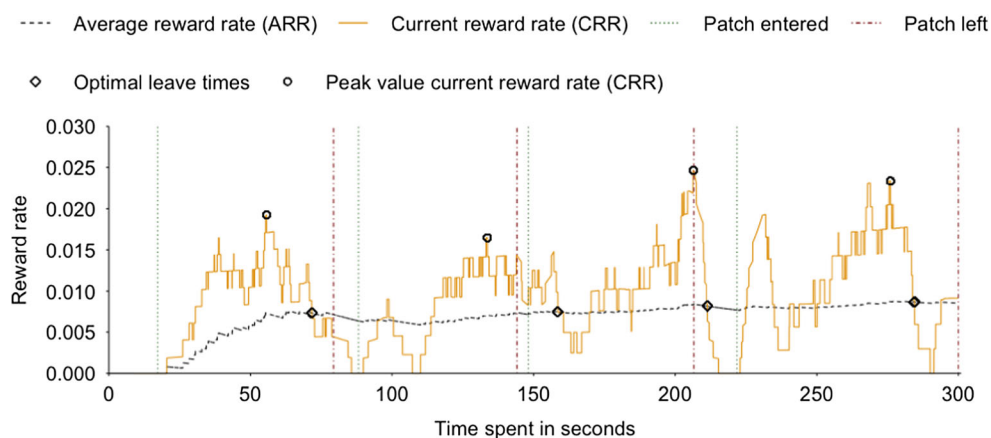 Average reward rate (ARR) Current reward rate (CRR) Patch entered Patch left
Optimal leave times Peak value current reward rate (CRR)
0.030
0.025
0.020
0.015
0.010
0.005
0.000
Reward rate
0 50 100 150 200 250 300
Time spent in seconds